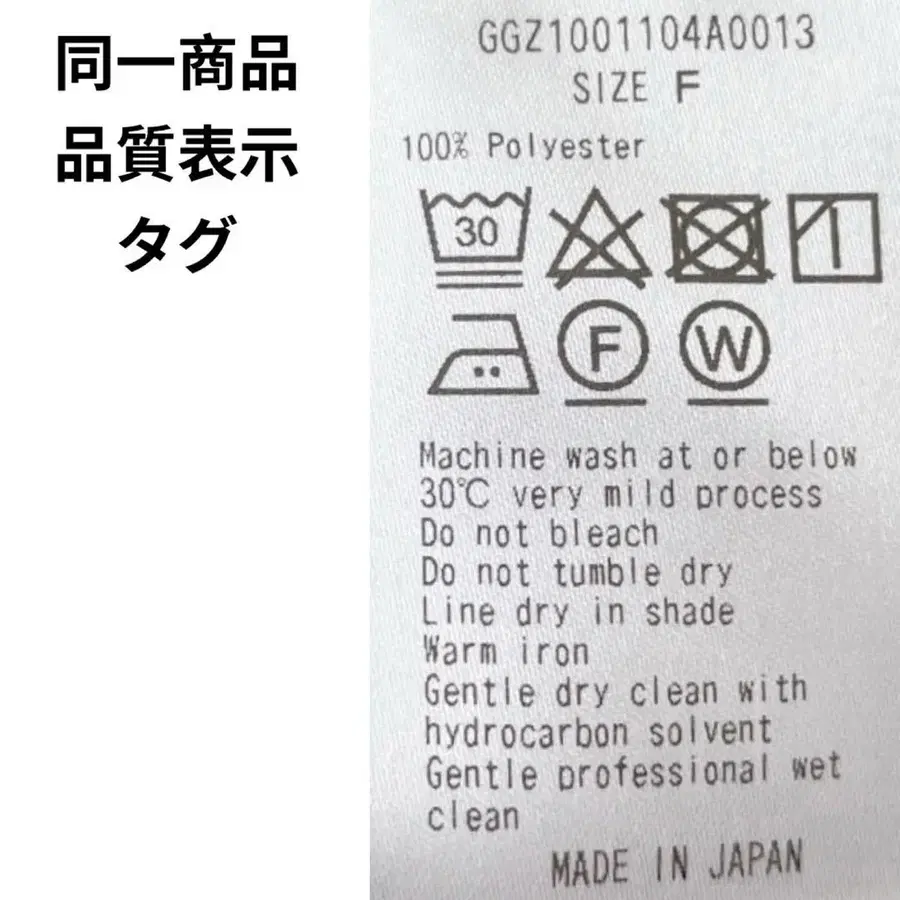 同一商品
品質表示
タグ
GGZ1001104A0013
SIZE F
100% Polyester
30
F
W
Machine wash at or below
30℃ very mild process
Do not bleach
Do not tumble dry
Line dry in shade
Warm iron
Gentle dry clean with
hydrocarbon solvent
Gentle professional wet
clean
MADE IN JAPAN